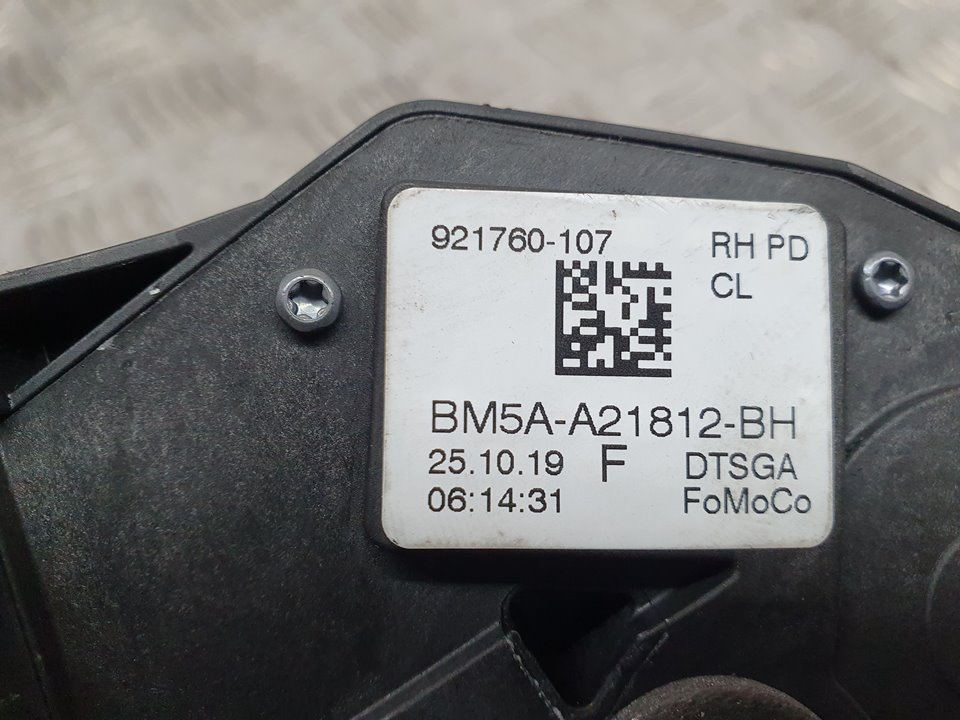 921760-107 RH PD
CL
BM5A-A21812-BH
25.10.19 F DTSGA
06:14:31 FoMoCo